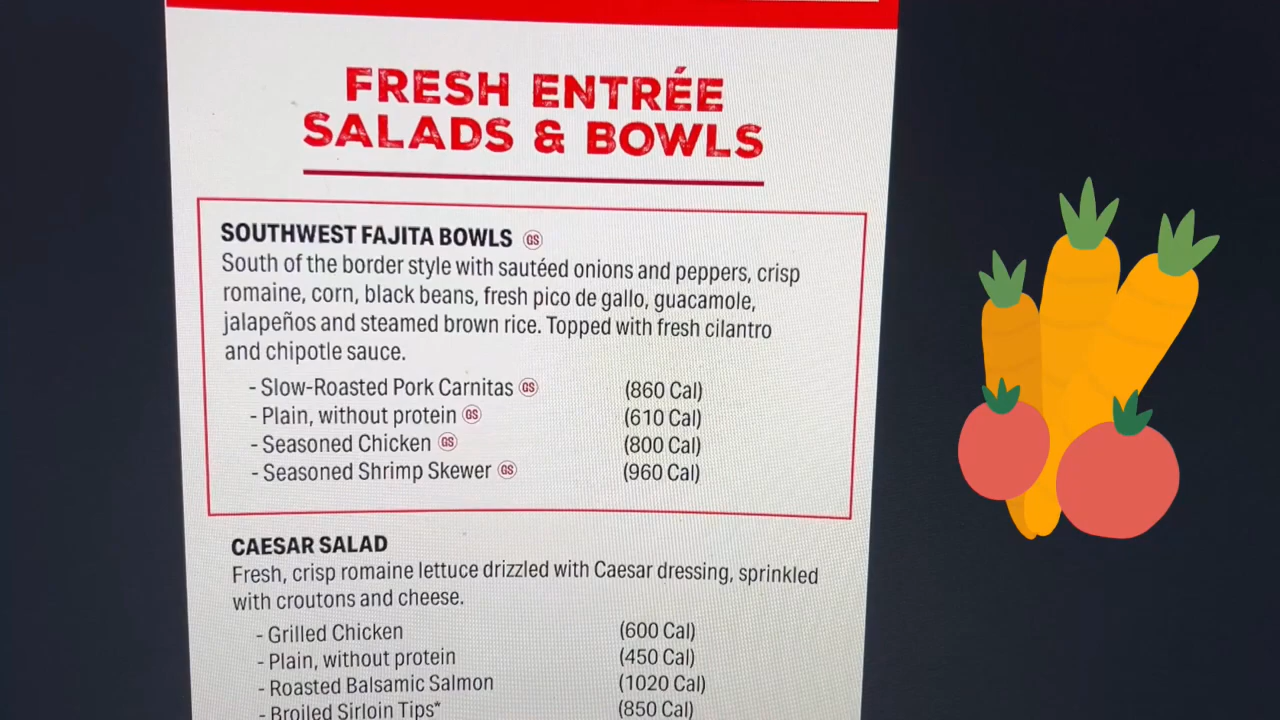 FRESH ENTRÉE
SALADS & BOWLS
SOUTHWEST FAJITA BOWLS GS
South of the border style with sautéed onions and peppers, crisp
romaine, corn, black beans, fresh pico de gallo, guacamole,
jalapeños and steamed brown rice. Topped with fresh cilantro
and chipotle sauce.
- Slow-Roasted Pork Carnitas GS (860 Cal)
- Plain, without protein GS (610 Cal)
- Seasoned Chicken GS (800 Cal)
- Seasoned Shrimp Skewer GS (960 Cal)
CAESAR SALAD
Fresh, crisp romaine lettuce drizzled with Caesar dressing, sprinkled
with croutons and cheese.
- Grilled Chicken (600 Cal)
- Plain, without protein (450 Cal)
- Roasted Balsamic Salmon (1020 Cal)
- Broiled Sirloin Tips* (850 Cal)